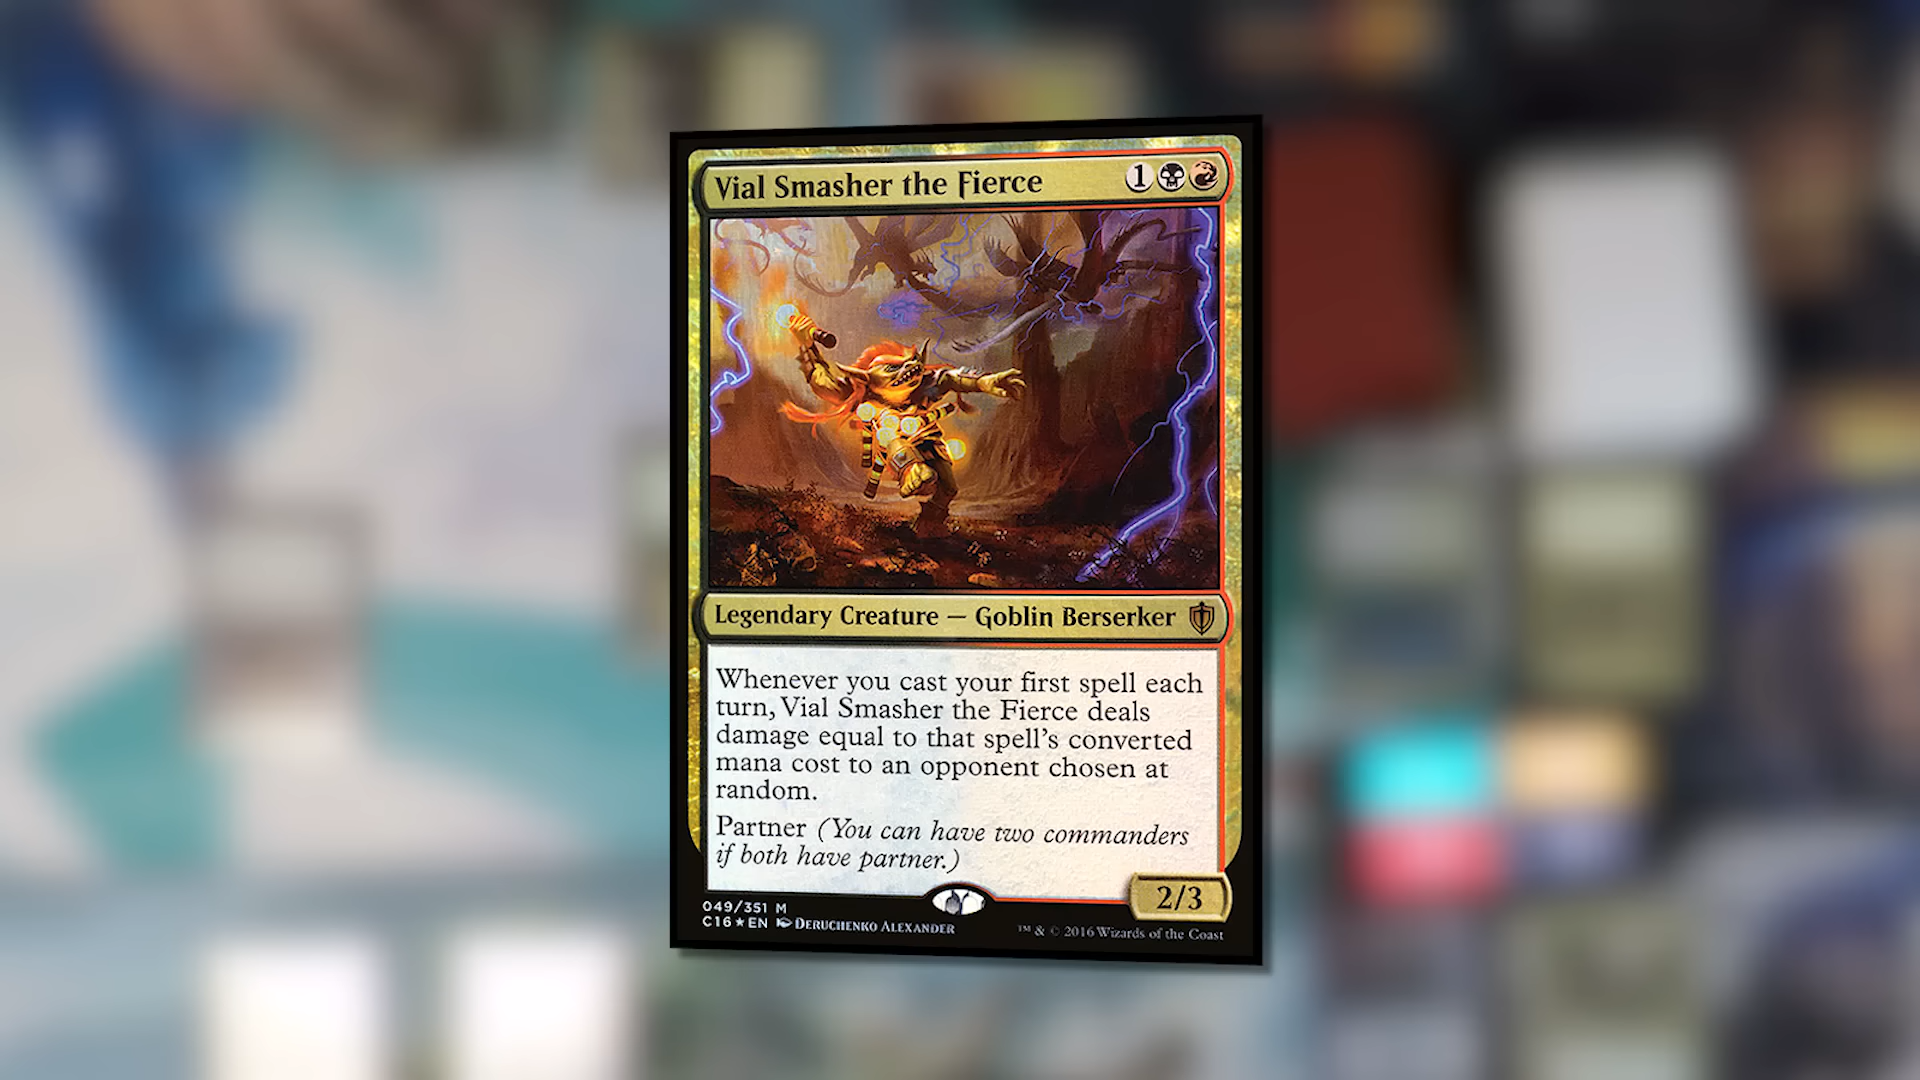 Vial Smasher the Fierce 1
Legendary Creature — Goblin Berserker
Whenever you cast your first spell each
turn, Vial Smasher the Fierce deals
damage equal to that spell's converted
mana cost to an opponent chosen at
random.
Partner (You can have two commanders
if both have partner.)
2/3
049/351 M
C16★EN Deruchenko Alexander
™ & © 2016 Wizards of the Coast